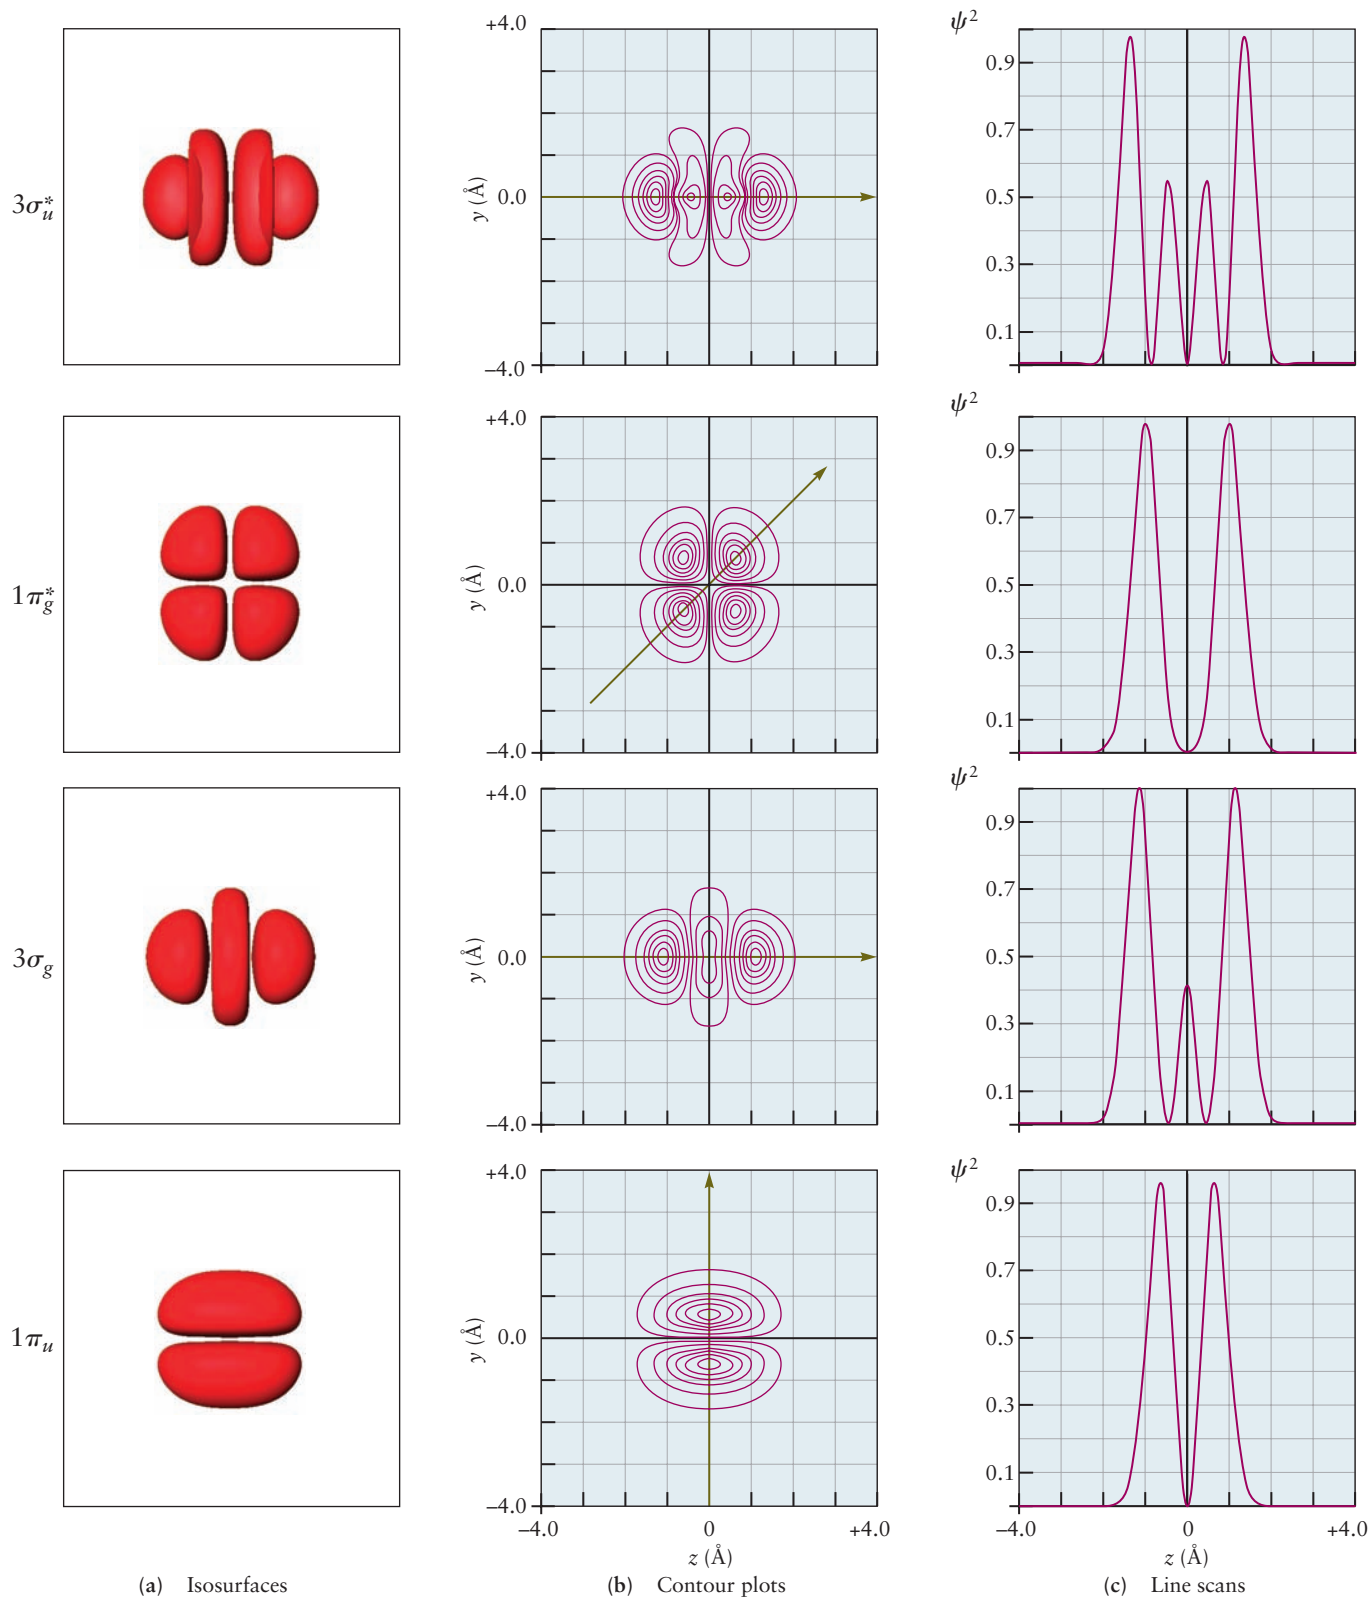 3σ*u
+4.0
y (Å)
0.0
−4.0
ψ²
0.9
0.7
0.5
0.3
0.1
1π*g
+4.0
y (Å)
0.0
−4.0
ψ²
0.9
0.7
0.5
0.3
0.1
3σg
+4.0
y (Å)
0.0
−4.0
ψ²
0.9
0.7
0.5
0.3
0.1
1πu
+4.0
y (Å)
0.0
−4.0
−4.0 0 +4.0
z (Å)
ψ²
0.9
0.7
0.5
0.3
0.1
−4.0 0 +4.0
z (Å)
(a) Isosurfaces
(b) Contour plots
(c) Line scans